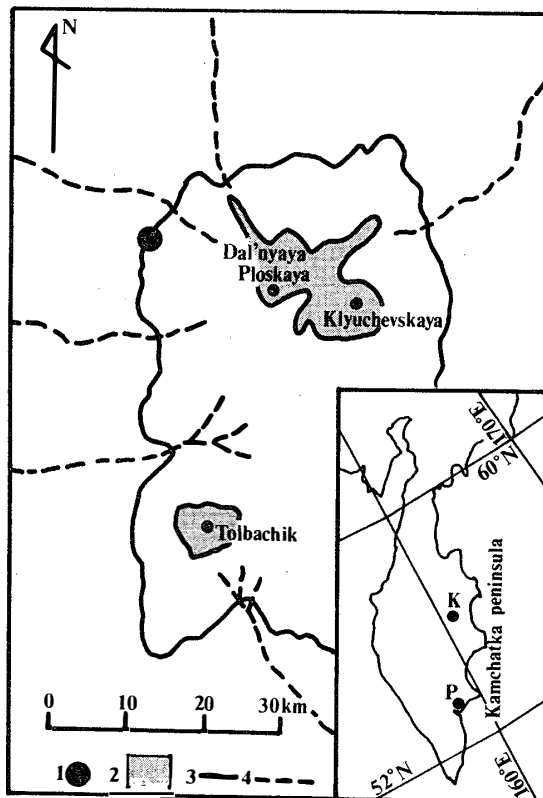 N
Dal'nyaya
Ploskaya
Klyuchevskaya
Tolbachik
0 10 20 30 km
1 2 3 4
170°E
60°N
K
P
Kamchatka peninsula
52°N
160°E